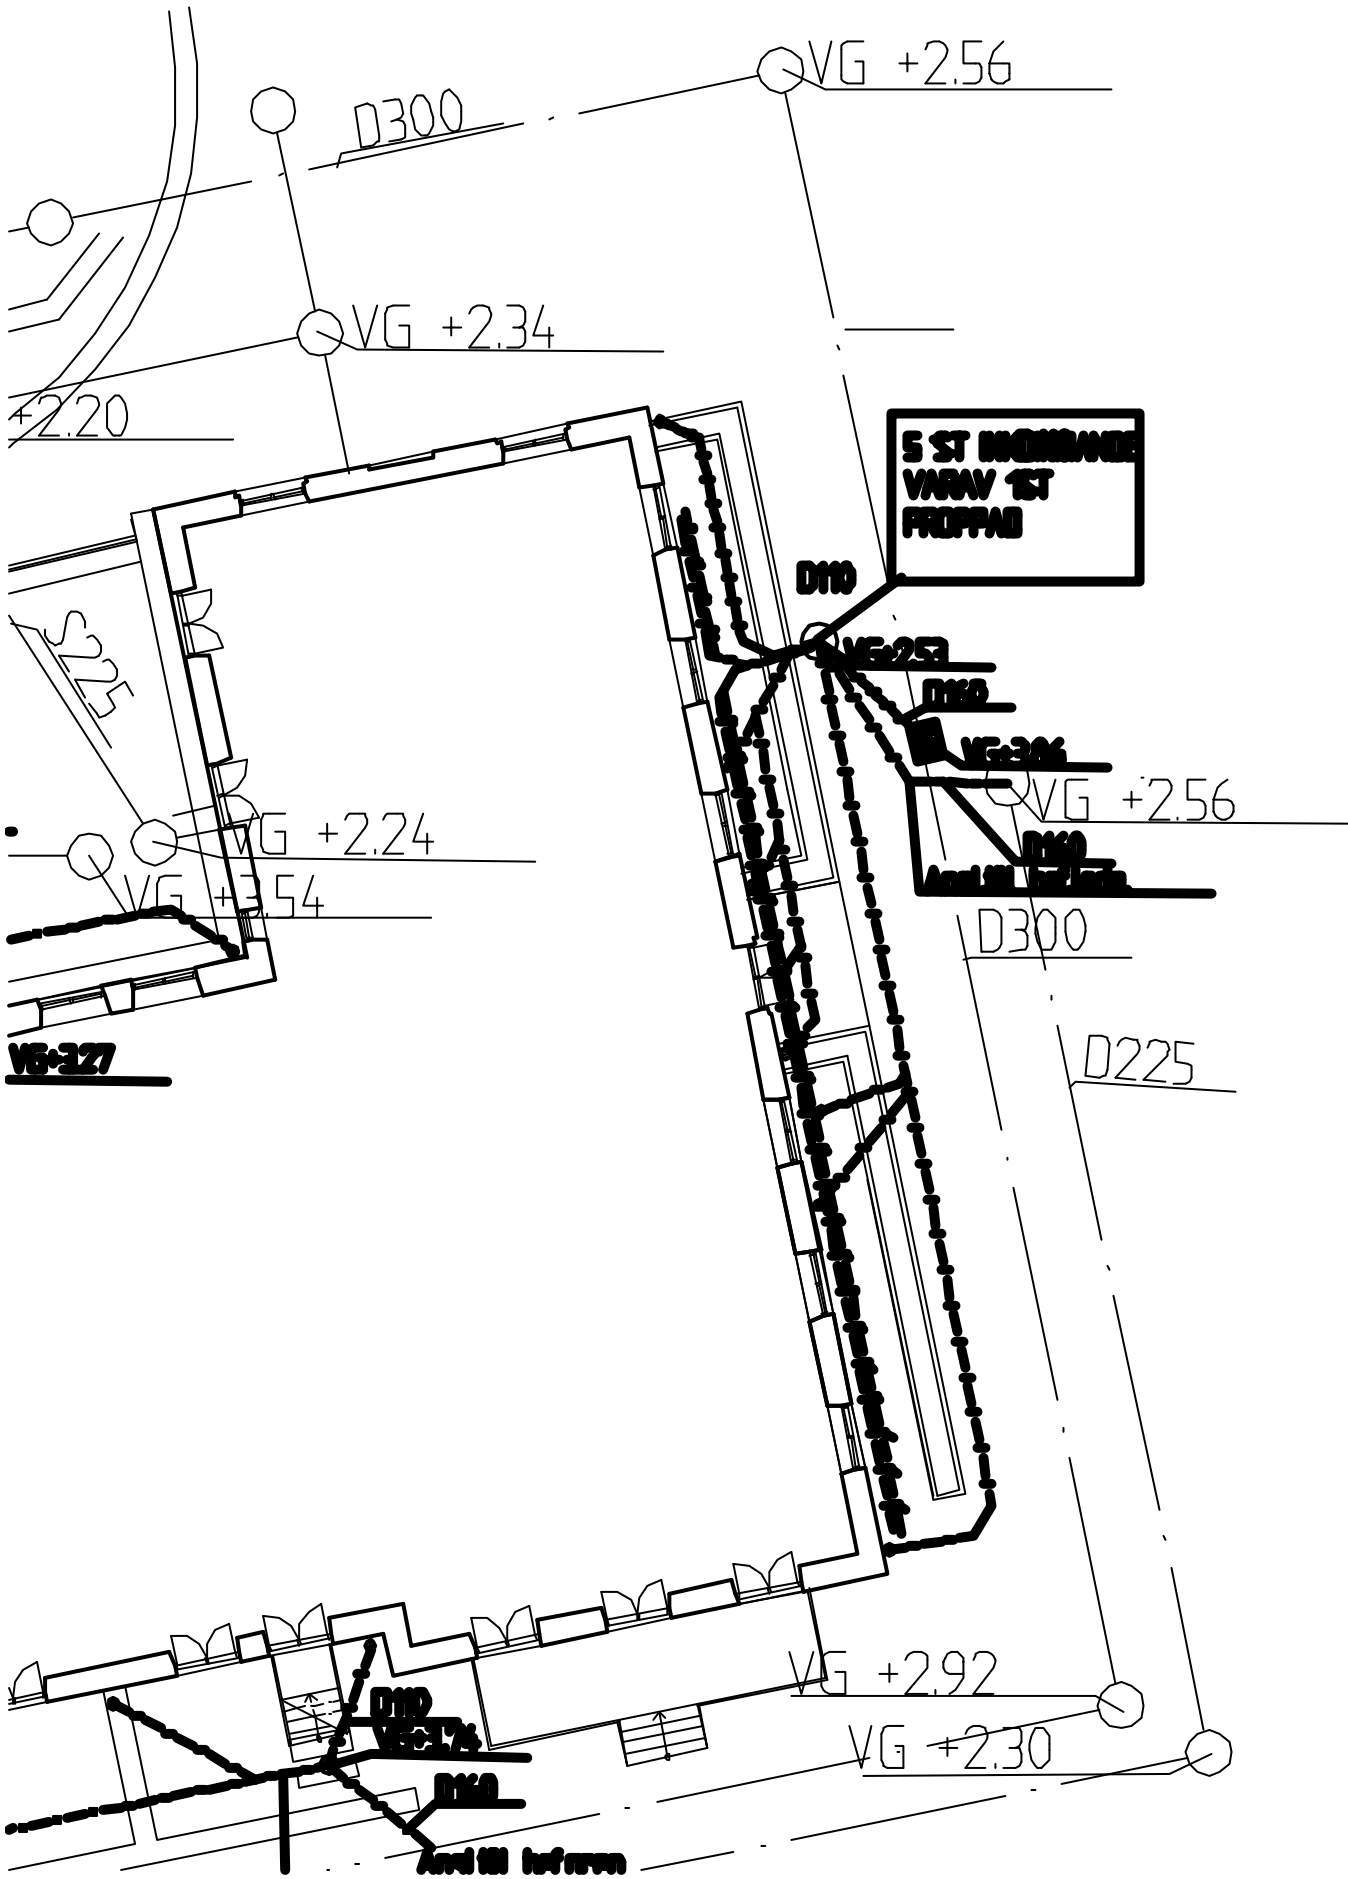 VG +2.56
D300
VG +2.34
+2.20
5 ST INKOMMANDE
VARAV 1ST
PROPPAD
D110
VG+2.53
D160
S225
VG+3.06
VG +2.56
VG +2.24
D160
VG +3.54
D300
VG+3.27
D225
VG +2.92
D110
VG +2.30
D160